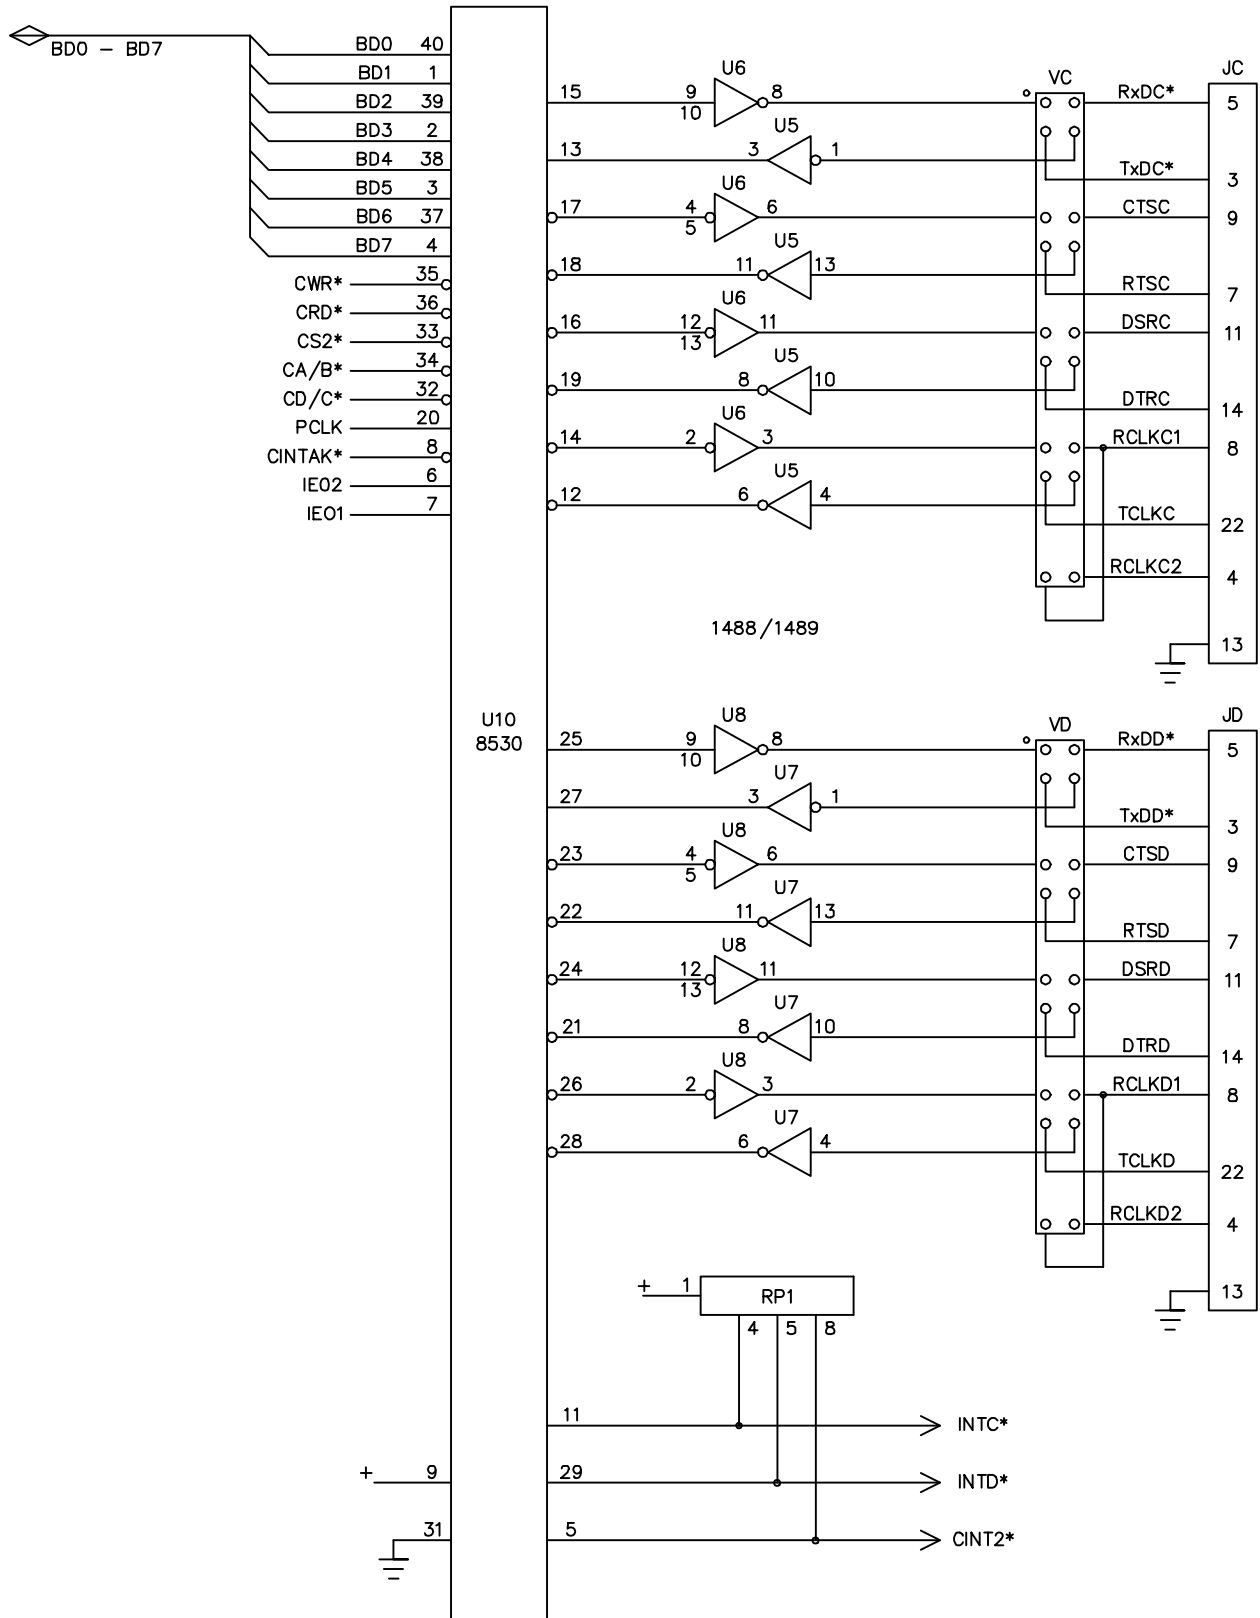 BD0 - BD7
BD0 40
BD1 1
BD2 39
BD3 2
BD4 38
BD5 3
BD6 37
BD7 4
CWR* 35
CRD* 36
CS2* 33
CA/B* 34
CD/C* 32
PCLK 20
CINTAK* 8
IEO2 6
IEO1 7
U10
8530
15 9 10 U6 8
13 3 U5 1
17 4 5 U6 6
18 11 U5 13
16 12 13 U6 11
19 8 U5 10
14 2 U6 3
12 6 U5 4
VC
JC
RxDC* 5
TxDC* 3
CTSC 9
RTSC 7
DSRC 11
DTRC 14
RCLKC1 8
TCLKC 22
RCLKC2 4
13
1488/1489
25 9 10 U8 8
27 3 U7 1
23 4 5 U8 6
22 11 U7 13
24 12 13 U8 11
21 8 U7 10
26 2 U8 3
28 6 U7 4
VD
JD
RxDD* 5
TxDD* 3
CTSD 9
RTSD 7
DSRD 11
DTRD 14
RCLKD1 8
TCLKD 22
RCLKD2 4
13
+ 1 RP1
4 5 8
11 INTC*
+ 9
29 INTD*
31
5 CINT2*